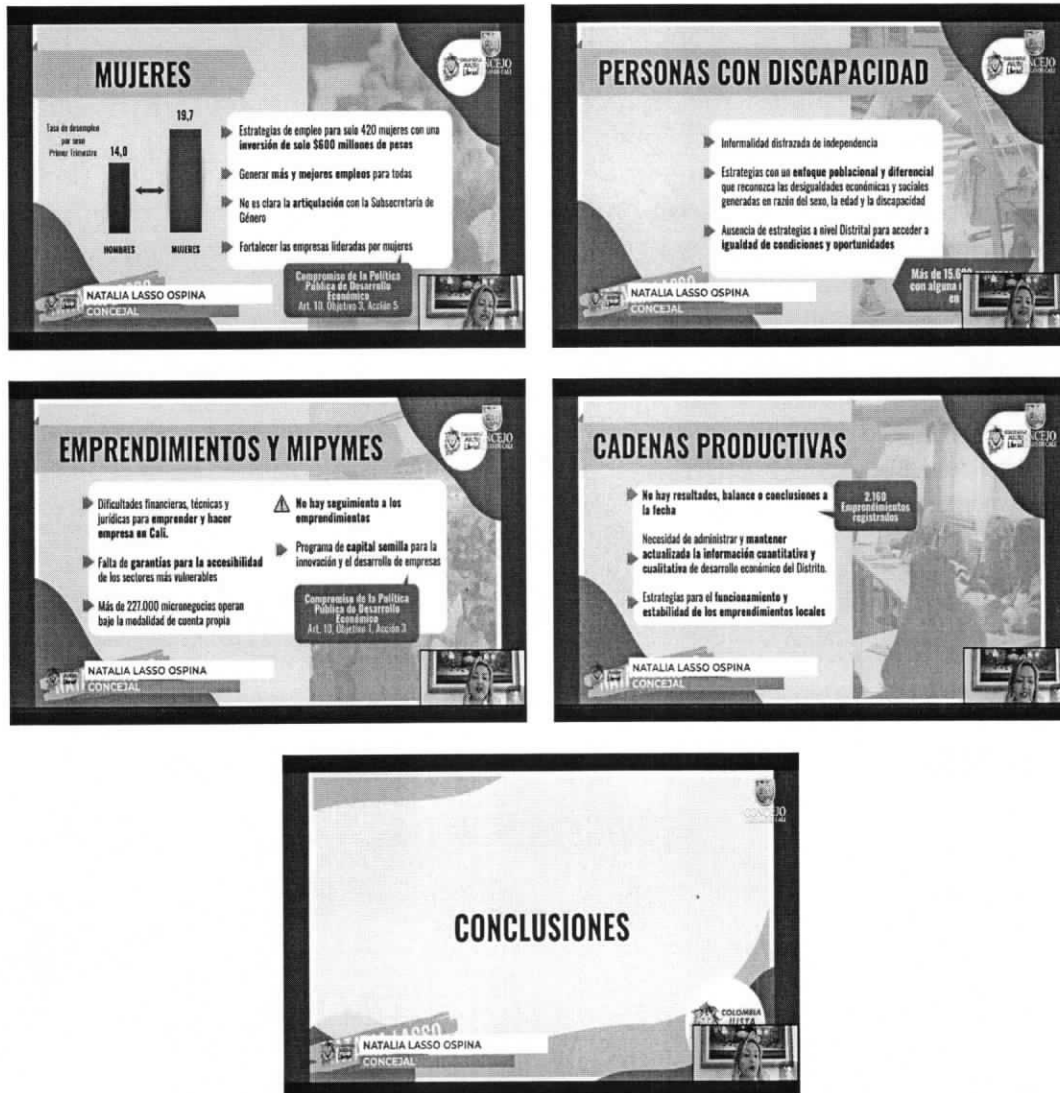 MUJERES
CONCEJO
Tasa de desempleo
por sexo
Primer Trimestre
14,0
19,7
HOMBRES
MUJERES
Estrategias de empleo para solo 420 mujeres con una
inversión de solo $600 millones de pesos
Generar más y mejores empleos para todas
No es clara la articulación con la Subsecretaría de
Género
Fortalecer las empresas lideradas por mujeres
Compromiso de la Política
Pública de Desarrollo
Económico
Art. 10, Objetivo 3, Acción 5
NATALIA LASSO OSPINA
CONCEJAL
PERSONAS CON DISCAPACIDAD
Informalidad disfrazada de independencia
Estrategias con un enfoque poblacional y diferencial
que reconozca las desigualdades económicas y sociales
generadas en razón del sexo, la edad y la discapacidad
Ausencia de estrategias a nivel Distrital para acceder a
igualdad de condiciones y oportunidades
Más de
con alguna
en
NATALIA LASSO OSPINA
CONCEJAL
EMPRENDIMIENTOS Y MIPYMES
Dificultades financieras, técnicas y
jurídicas para emprender y hacer
empresa en Cali.
Falta de garantías para la accesibilidad
de los sectores más vulnerables
Más de 227.000 micronegocios operan
bajo la modalidad de cuenta propia
No hay seguimiento a los
emprendimientos
Programa de capital semilla para la
innovación y el desarrollo de empresas
Compromiso de la Política
Pública de Desarrollo
Económico
Art. 10, Objetivo 1, Acción 3
NATALIA LASSO OSPINA
CONCEJAL
CADENAS PRODUCTIVAS
No hay resultados, balance o conclusiones a
la fecha
2.160
Emprendimientos
registrados
Necesidad de administrar y mantener
actualizada la información cuantitativa y
cualitativa de desarrollo económico del Distrito.
Estrategias para el funcionamiento y
estabilidad de los emprendimientos locales
NATALIA LASSO OSPINA
CONCEJAL
CONCEJO
CONCLUSIONES
COLOMBIA
JUSTA
NATALIA LASSO OSPINA
CONCEJAL